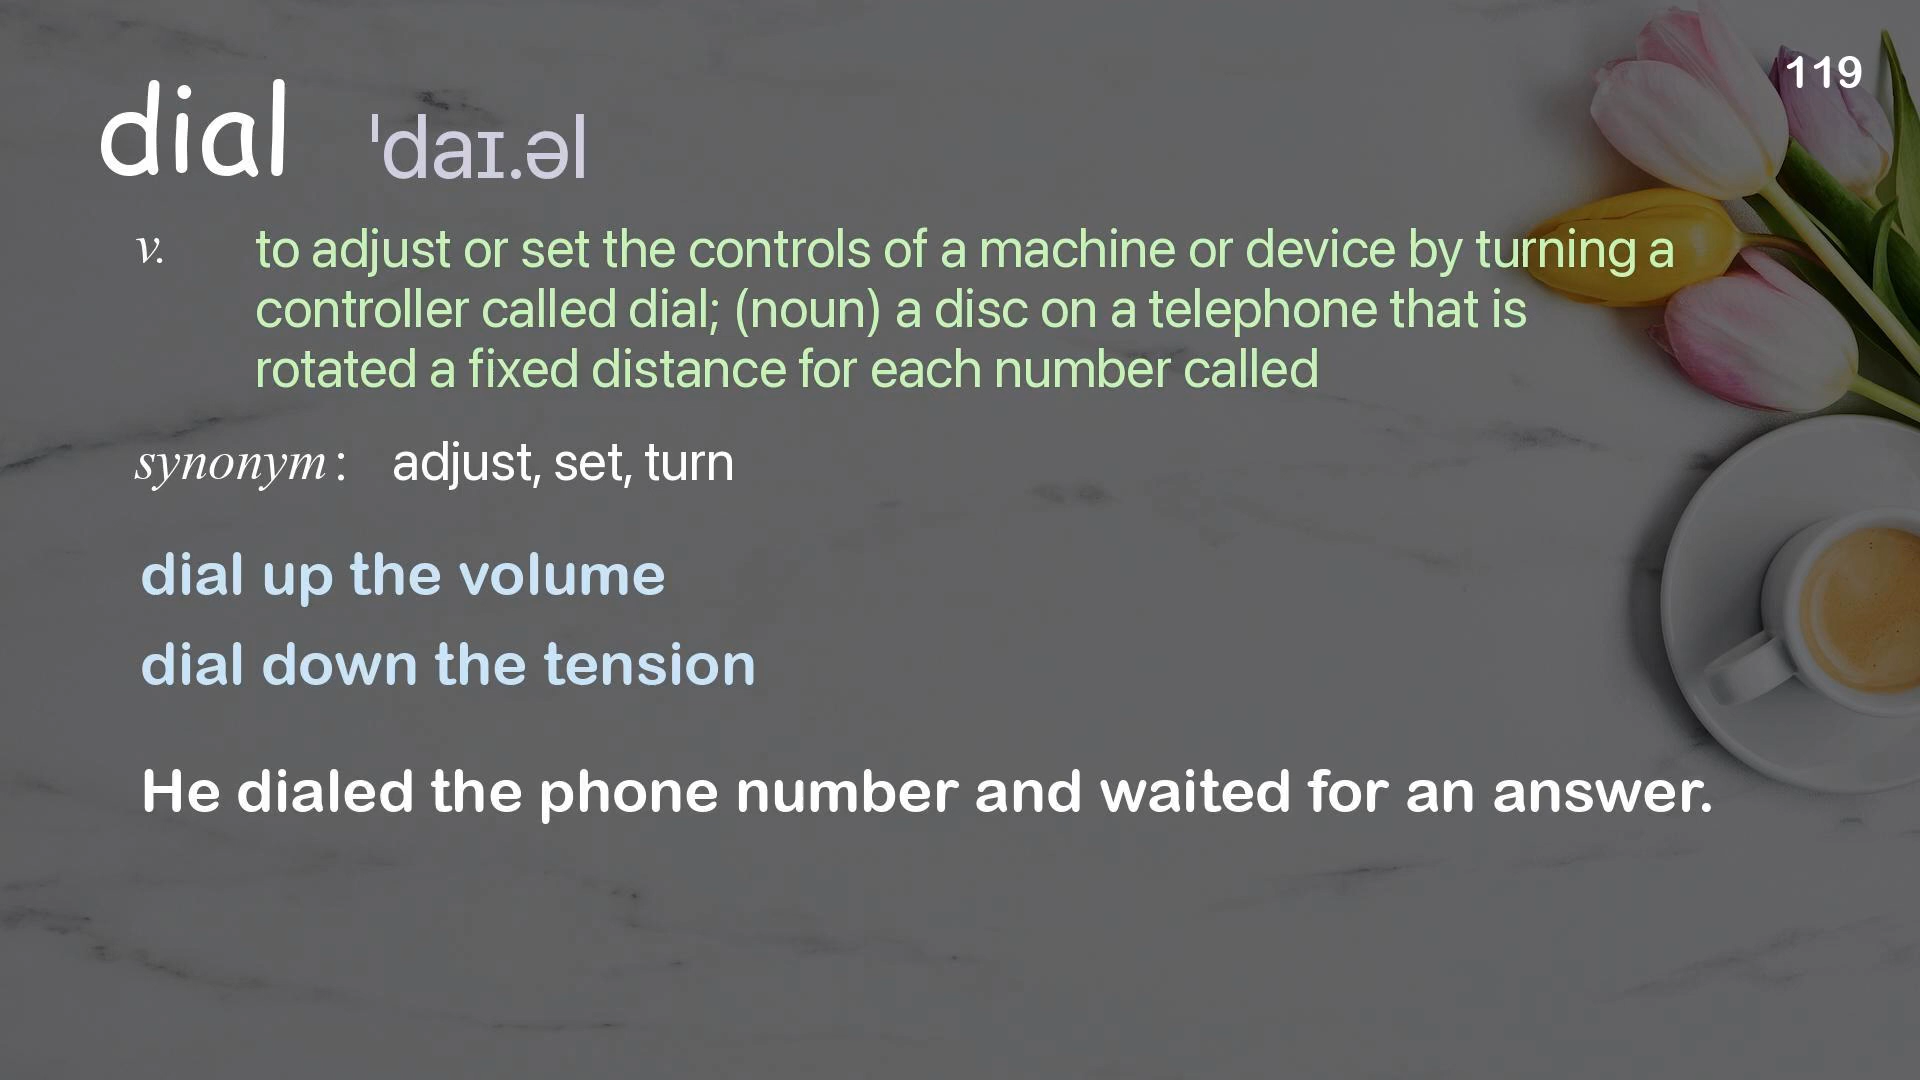 119
dial ˈdaɪ.əl
v. to adjust or set the controls of a machine or device by turning a
controller called dial; (noun) a disc on a telephone that is
rotated a fixed distance for each number called
synonym: adjust, set, turn
dial up the volume
dial down the tension
He dialed the phone number and waited for an answer.